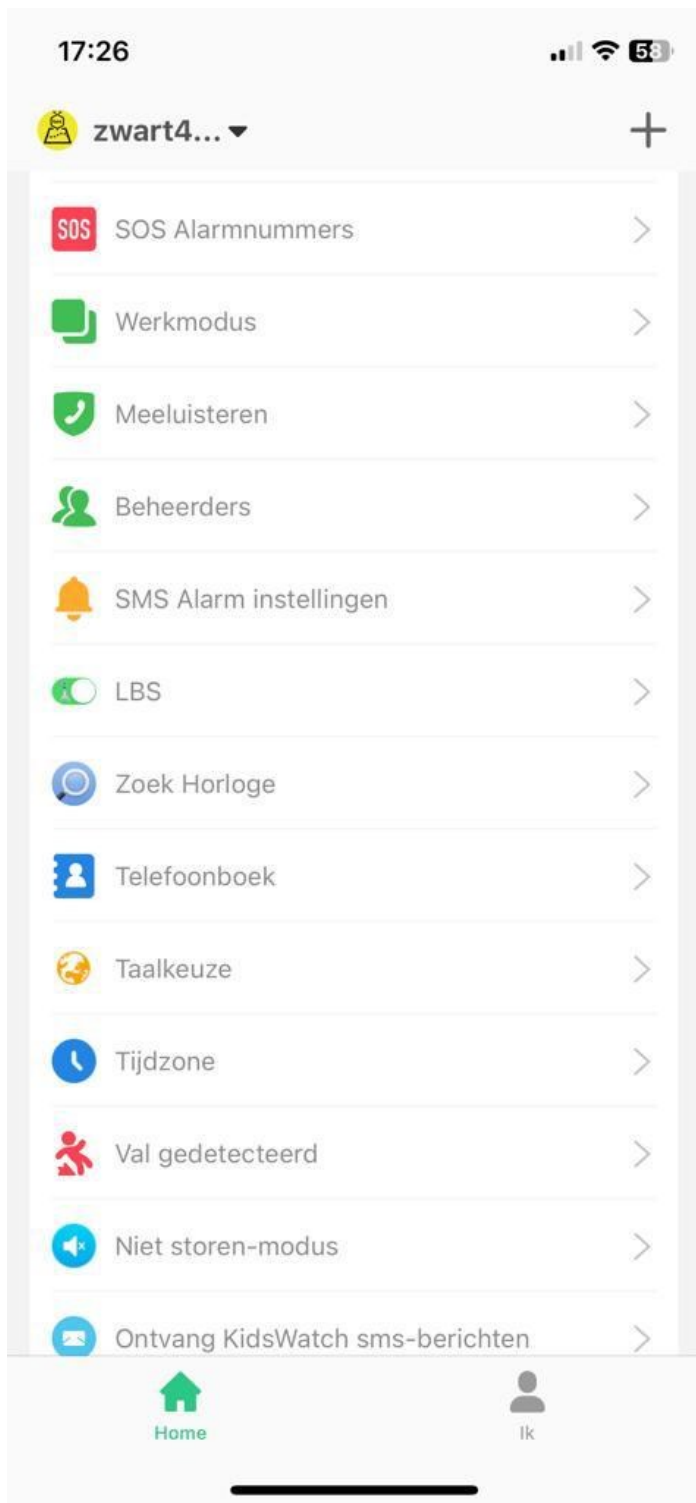 17:26
58
zwart4...
SOS
SOS Alarmnummers
Werkmodus
Meeluisteren
Beheerders
SMS Alarm instellingen
LBS
Zoek Horloge
Telefoonboek
Taalkeuze
Tijdzone
Val gedetecteerd
Niet storen-modus
Ontvang KidsWatch sms-berichten
Home
Ik